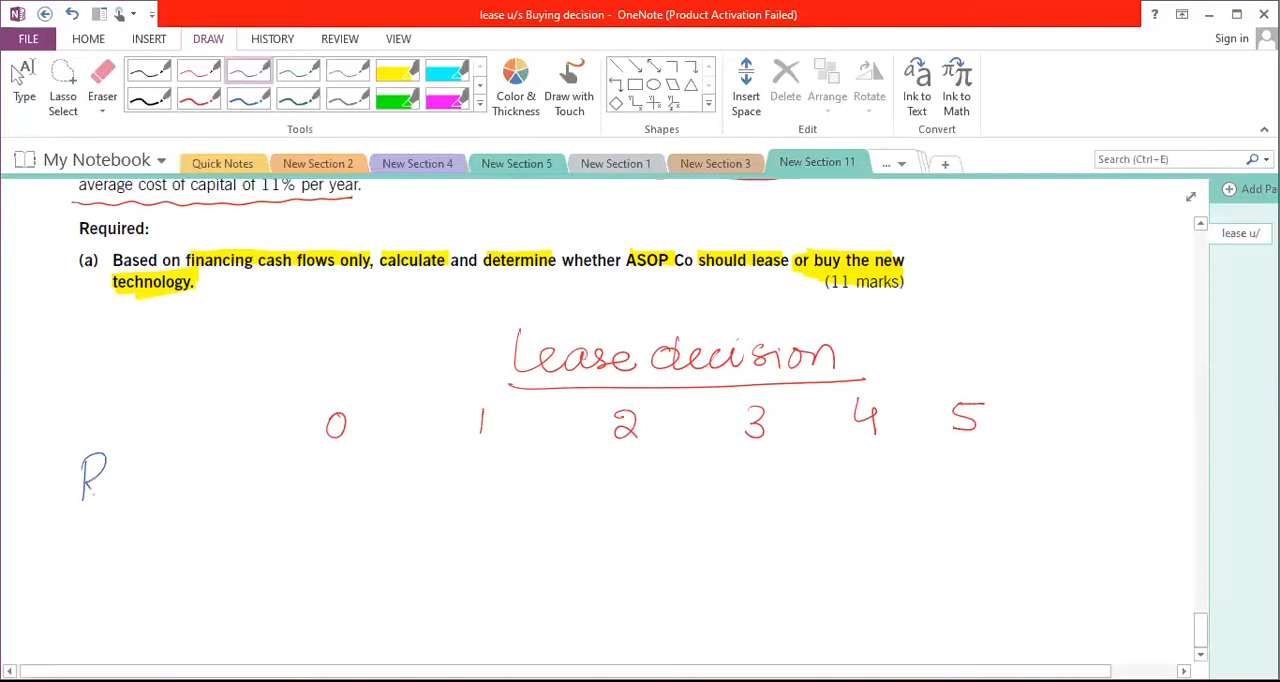 lease u/s Buying decision - OneNote (Product Activation Failed)
FILE HOME INSERT DRAW HISTORY REVIEW VIEW Sign in
Type Lasso Select Eraser Color & Thickness Draw with Touch Insert Space Delete Arrange Rotate Ink to Text Ink to Math
Tools Shapes Edit Convert
My Notebook Quick Notes New Section 2 New Section 4 New Section 5 New Section 1 New Section 3 New Section 11 ... Search (Ctrl+E)
average cost of capital of 11% per year.
Add Pa
Required:
lease u/
(a) Based on financing cash flows only, calculate and determine whether ASOP Co should lease or buy the new
technology. (11 marks)
lease decision
0 1 2 3 4 5
R